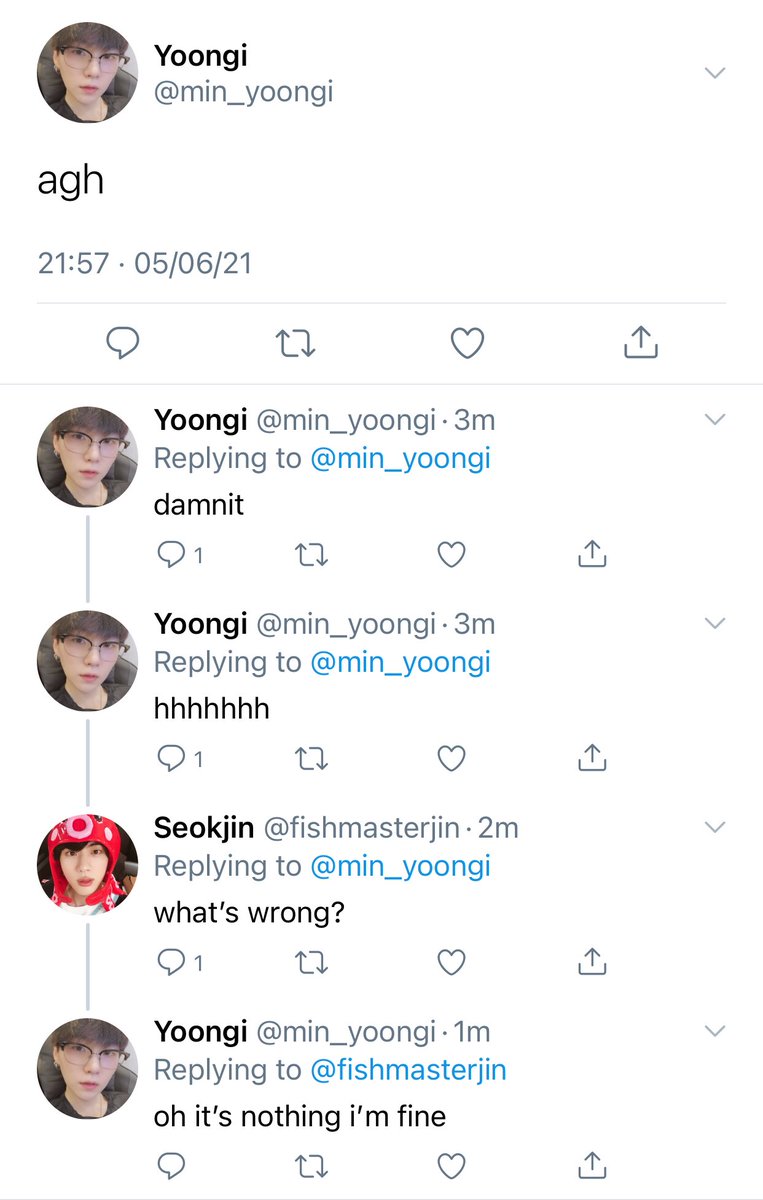 Yoongi
@min_yoongi
agh
21:57 · 05/06/21
Yoongi @min_yoongi · 3m
Replying to @min_yoongi
damnit
1
Yoongi @min_yoongi · 3m
Replying to @min_yoongi
hhhhhhh
1
Seokjin @fishmasterjin · 2m
Replying to @min_yoongi
what’s wrong?
1
Yoongi @min_yoongi · 1m
Replying to @fishmasterjin
oh it’s nothing i’m fine